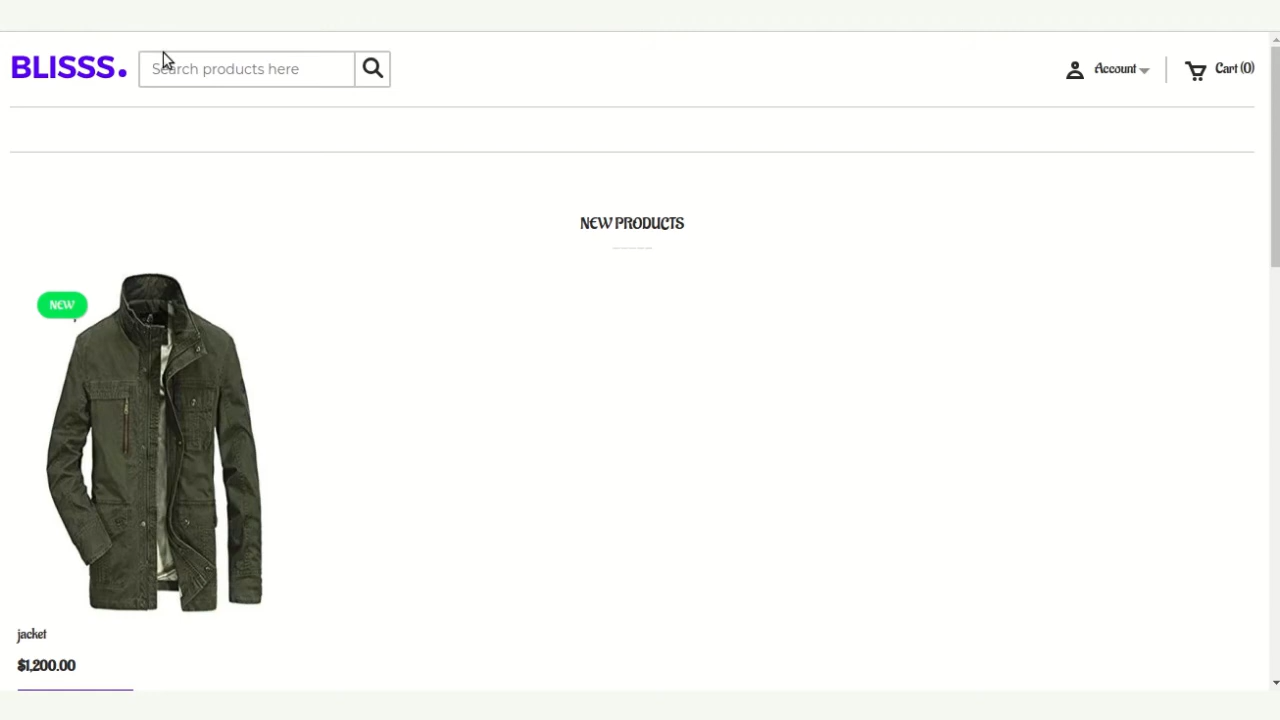 BLISSS.
Search products here
Account
Cart (0)
NEW PRODUCTS
NEW
jacket
$1,200.00